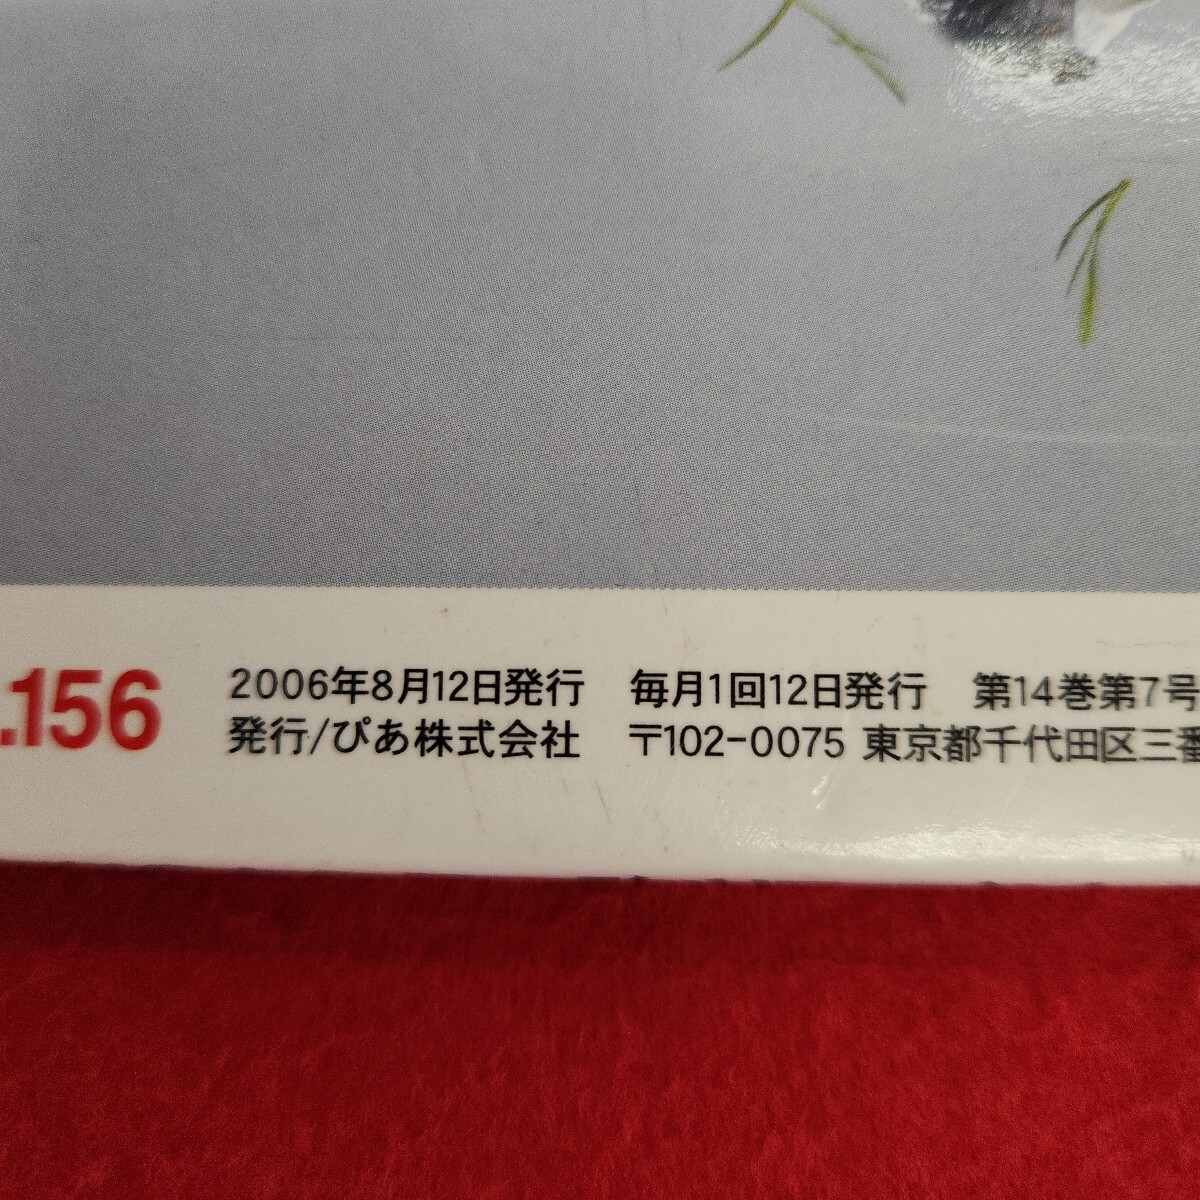 .156
2006年8月12日発行 毎月1回12日発行 第14巻第7号
発行/ぴあ株式会社 〒102-0075 東京都千代田区三番